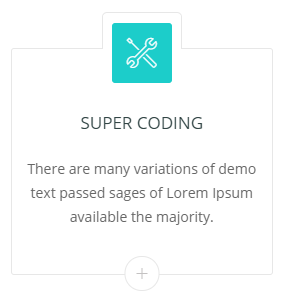 SUPER CODING
There are many variations of demo
text passed sages of Lorem Ipsum
available the majority.